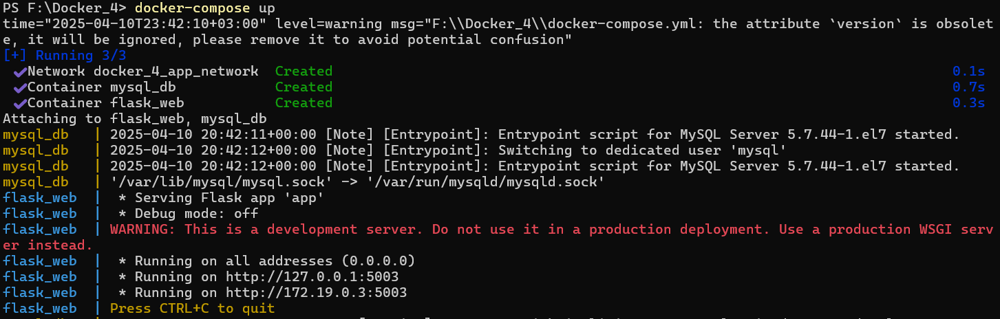 PS F:\Docker_4> docker-compose up
time="2025-04-10T23:42:10+03:00" level=warning msg="F:\\Docker_4\\docker-compose.yml: the attribute `version` is obsolet
e, it will be ignored, please remove it to avoid potential confusion"
[+] Running 3/3
✔Network docker_4_app_network  Created 0.1s
✔Container mysql_db            Created 0.7s
✔Container flask_web           Created 0.3s
Attaching to flask_web, mysql_db
mysql_db   | 2025-04-10 20:42:11+00:00 [Note] [Entrypoint]: Entrypoint script for MySQL Server 5.7.44-1.el7 started.
mysql_db   | 2025-04-10 20:42:12+00:00 [Note] [Entrypoint]: Switching to dedicated user 'mysql'
mysql_db   | 2025-04-10 20:42:12+00:00 [Note] [Entrypoint]: Entrypoint script for MySQL Server 5.7.44-1.el7 started.
mysql_db   | '/var/lib/mysql/mysql.sock' -> '/var/run/mysqld/mysqld.sock'
flask_web  |  * Serving Flask app 'app'
flask_web  |  * Debug mode: off
flask_web  | WARNING: This is a development server. Do not use it in a production deployment. Use a production WSGI serv
er instead.
flask_web  |  * Running on all addresses (0.0.0.0)
flask_web  |  * Running on http://127.0.0.1:5003
flask_web  |  * Running on http://172.19.0.3:5003
flask_web  | Press CTRL+C to quit